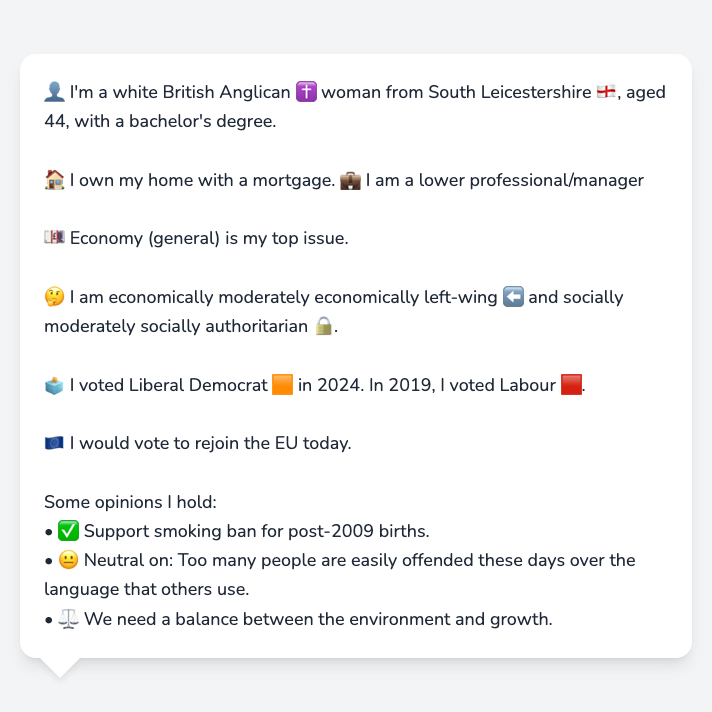 👤 I'm a white British Anglican ✝️ woman from South Leicestershire 🏴󠁧󠁢󠁥󠁮󠁧󠁿, aged
44, with a bachelor's degree.
🏠 I own my home with a mortgage. 💼 I am a lower professional/manager
💷 Economy (general) is my top issue.
🤔 I am economically moderately economically left-wing ⬅️ and socially
moderately socially authoritarian 🔒.
🗳️ I voted Liberal Democrat 🟧 in 2024. In 2019, I voted Labour 🟥.
🇪🇺 I would vote to rejoin the EU today.
Some opinions I hold:
• ✅ Support smoking ban for post-2009 births.
• 😐 Neutral on: Too many people are easily offended these days over the
language that others use.
• ⚖️ We need a balance between the environment and growth.